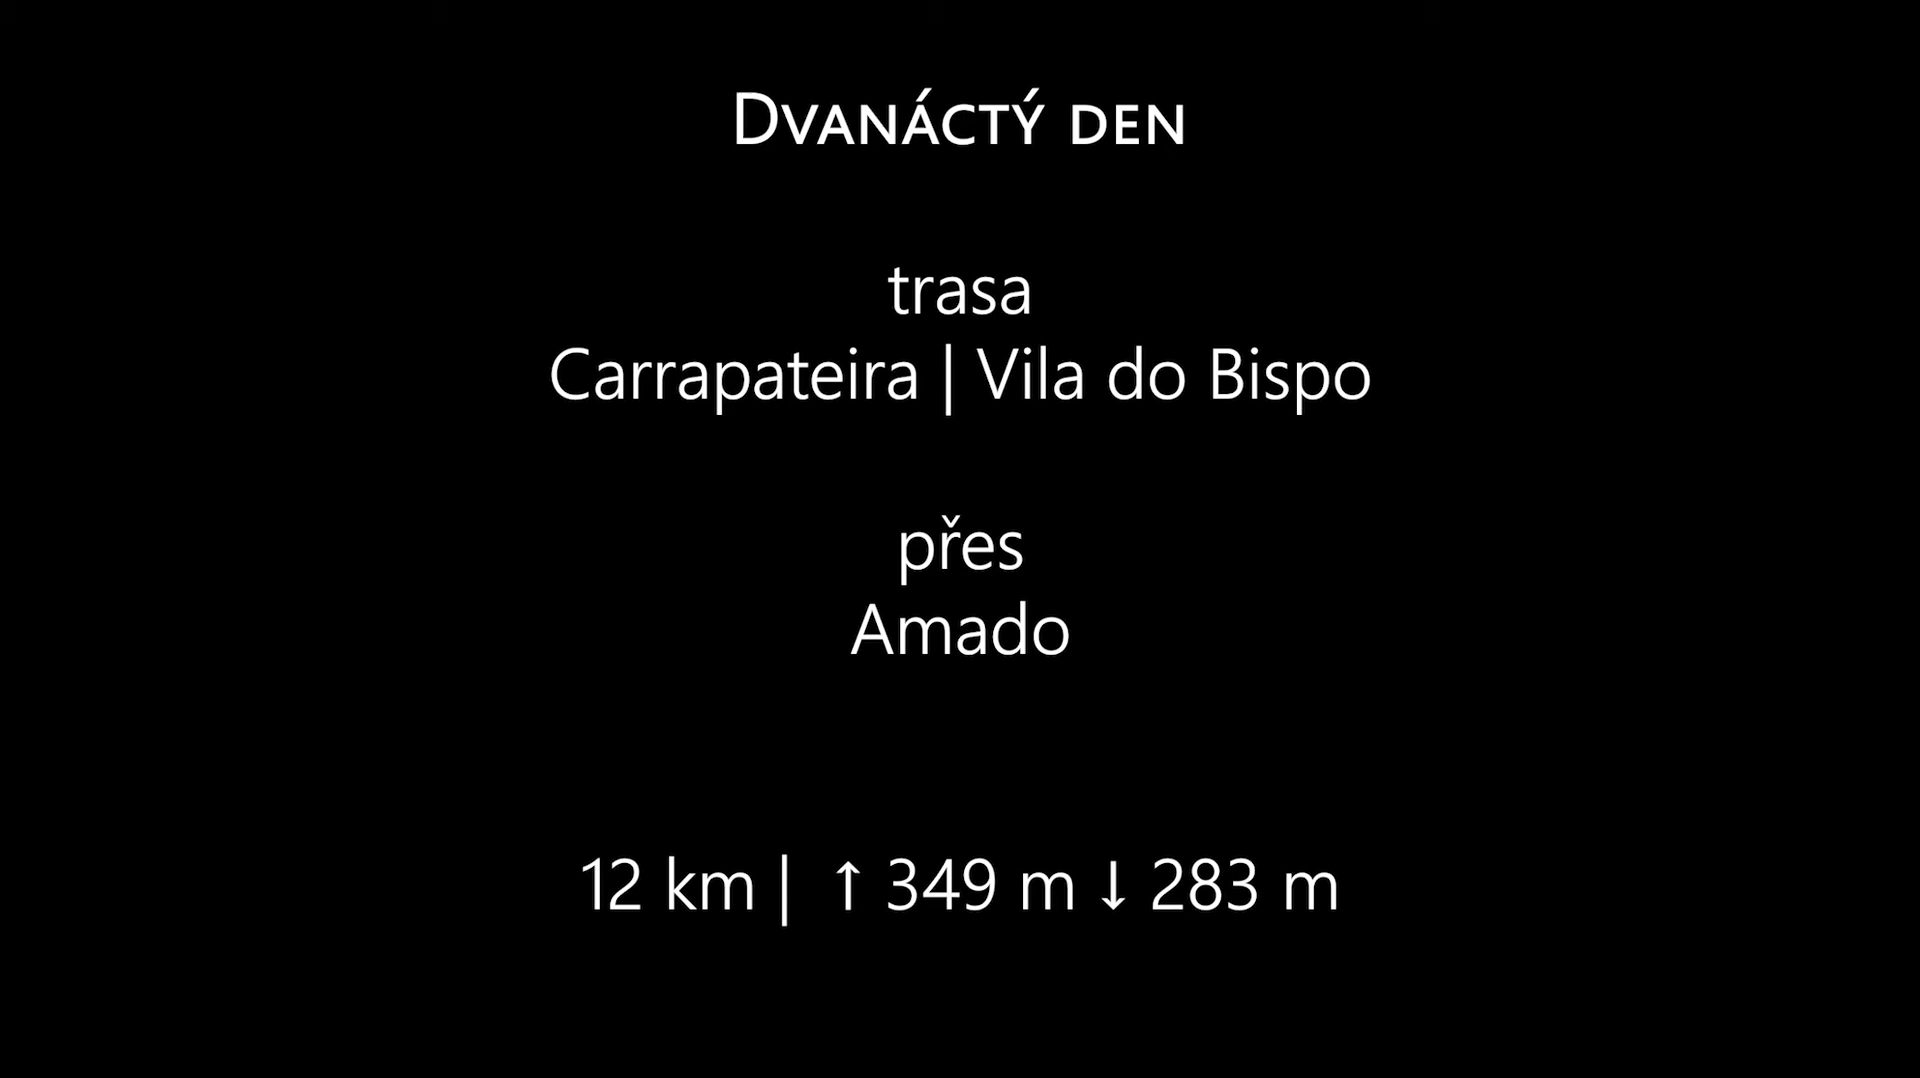 Dvanáctý den
trasa
Carrapateira | Vila do Bispo
přes
Amado
12 km | ↑ 349 m ↓ 283 m